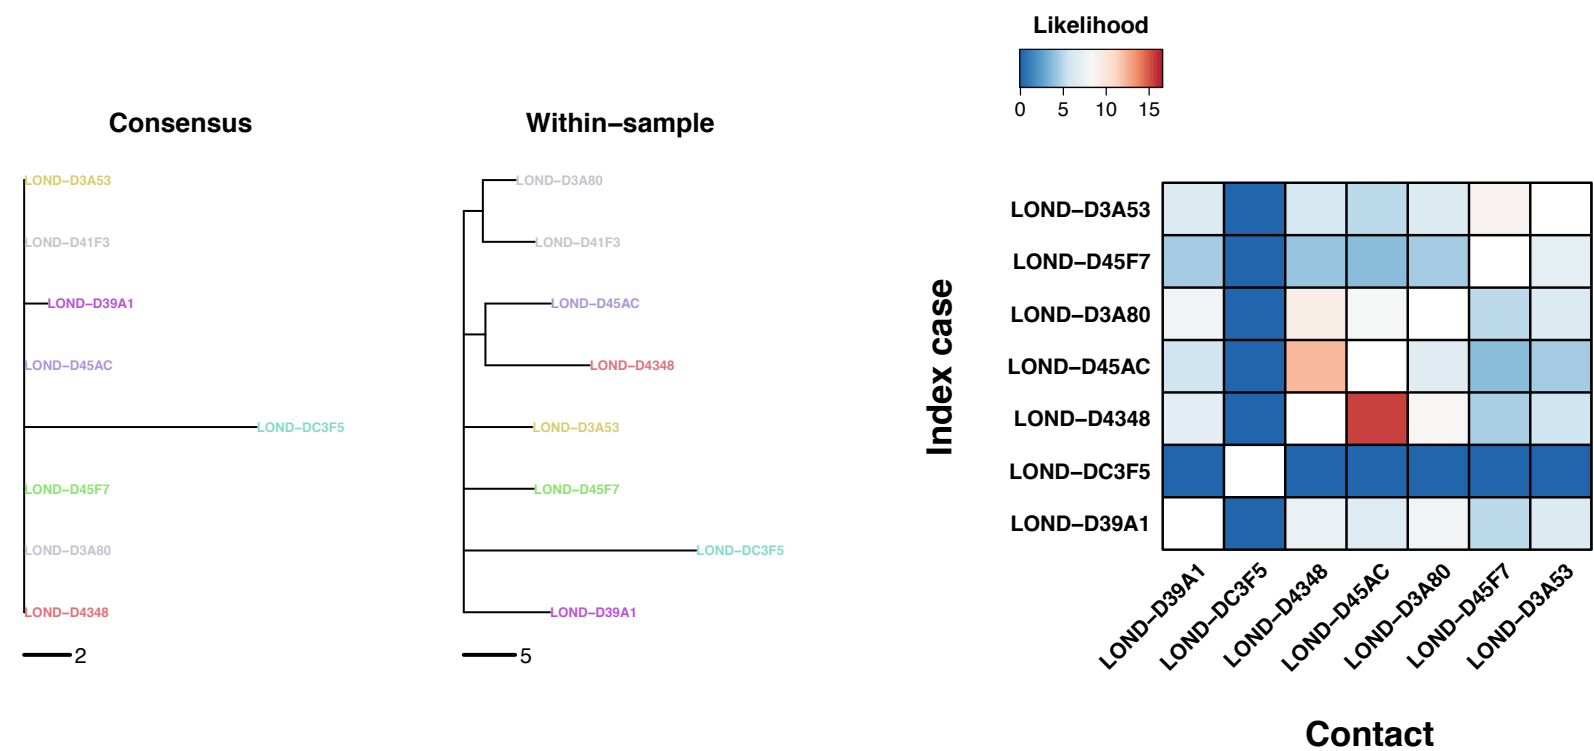 Likelihood
0 5 10 15
Consensus
Within−sample
LOND−D3A53
LOND−D41F3
LOND−D39A1
LOND−D45AC
LOND−DC3F5
LOND−D45F7
LOND−D3A80
LOND−D4348
2
LOND−D3A80
LOND−D41F3
LOND−D45AC
LOND−D4348
LOND−D3A53
LOND−D45F7
LOND−DC3F5
LOND−D39A1
5
Index case
LOND−D3A53
LOND−D45F7
LOND−D3A80
LOND−D45AC
LOND−D4348
LOND−DC3F5
LOND−D39A1
LOND−D39A1
LOND−DC3F5
LOND−D4348
LOND−D45AC
LOND−D3A80
LOND−D45F7
LOND−D3A53
Contact